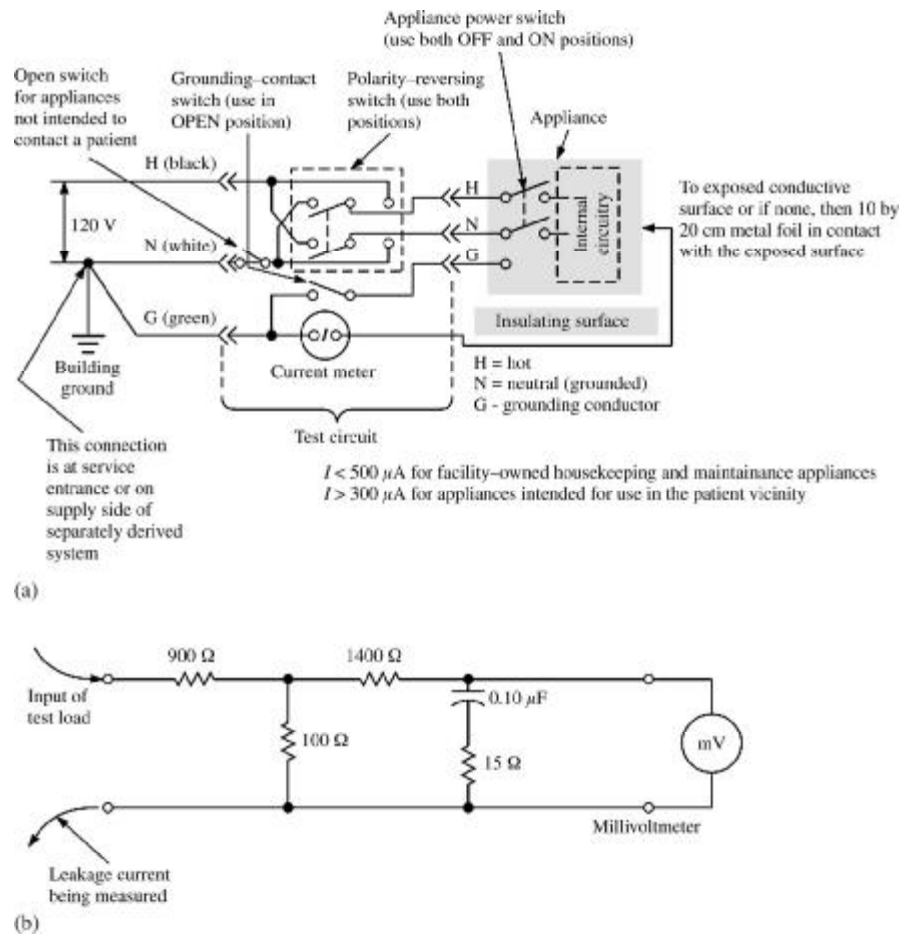 Appliance power switch
(use both OFF and ON positions)
Open switch
for appliances
not intended to
contact a patient
Grounding–contact
switch (use in
OPEN position)
Polarity–reversing
switch (use both
positions)
Appliance
H (black)
H
To exposed conductive
surface or if none, then 10 by
20 cm metal foil in contact
with the exposed surface
120 V
N
Internal
circuitry
N (white)
G
G (green)
Insulating surface
Building
ground
Current meter
H = hot
N = neutral (grounded)
G - grounding conductor
Test circuit
This connection
is at service
entrance or on
supply side of
separately derived
system
I < 500 µA for facility–owned housekeeping and maintainance appliances
I > 300 µA for appliances intended for use in the patient vicinity
(a)
900 Ω
1400 Ω
Input of
test load
0.10 µF
100 Ω
15 Ω
mV
Millivoltmeter
Leakage current
being measured
(b)